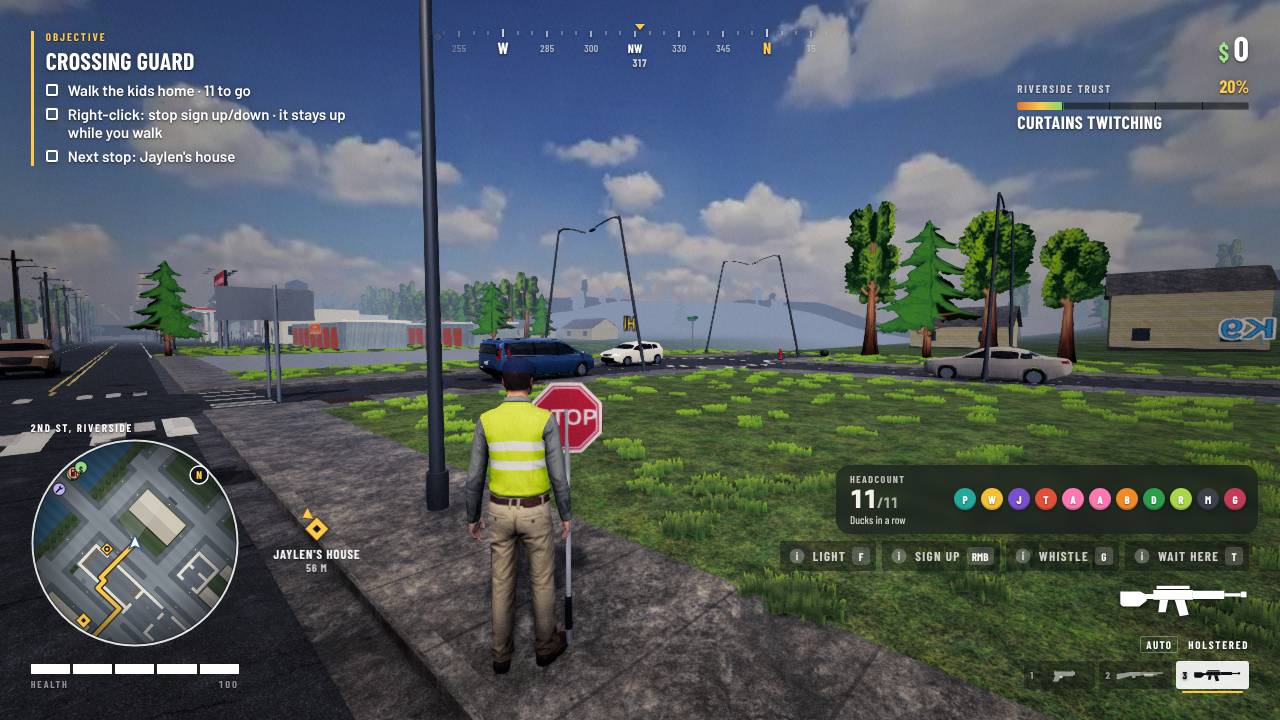 OBJECTIVE
CROSSING GUARD
Walk the kids home · 11 to go
Right-click: stop sign up/down · it stays up
while you walk
Next stop: Jaylen's house
255 W 285 300 NW 330 345 N 15
317
$ 0
RIVERSIDE TRUST 20%
CURTAINS TWITCHING
TOP
2ND ST, RIVERSIDE
N
JAYLEN'S HOUSE
56 M
HEADCOUNT
11/11
Ducks in a row
P W J T A A B D R M G
LIGHT F
SIGN UP RMB
WHISTLE G
WAIT HERE T
AUTO HOLSTERED
1 2 3
HEALTH 100